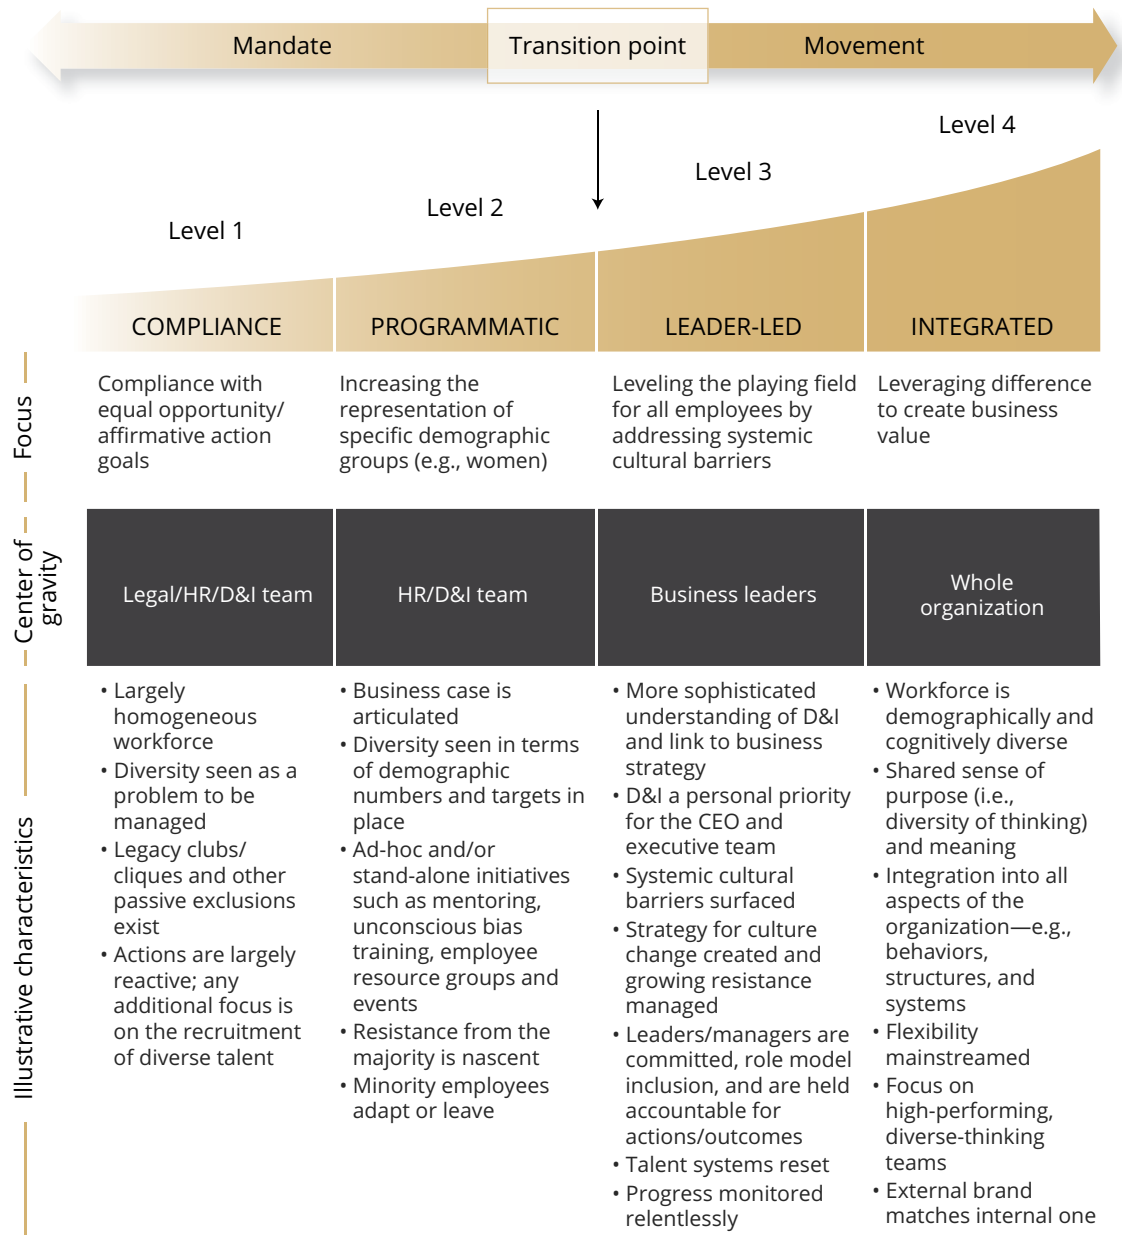 Mandate
Transition point
Movement
Level 1
Level 2
Level 3
Level 4
COMPLIANCE
PROGRAMMATIC
LEADER-LED
INTEGRATED
Focus
Compliance with
equal opportunity/
affirmative action
goals
Increasing the
representation of
specific demographic
groups (e.g., women)
Leveling the playing field
for all employees by
addressing systemic
cultural barriers
Leveraging difference
to create business
value
Center of
gravity
Legal/HR/D&I team
HR/D&I team
Business leaders
Whole
organization
Illustrative characteristics
• Largely
homogeneous
workforce
• Diversity seen as a
problem to be
managed
• Legacy clubs/
cliques and other
passive exclusions
exist
• Actions are largely
reactive; any
additional focus is
on the recruitment
of diverse talent
• Business case is
articulated
• Diversity seen in terms
of demographic
numbers and targets in
place
• Ad-hoc and/or
stand-alone initiatives
such as mentoring,
unconscious bias
training, employee
resource groups and
events
• Resistance from the
majority is nascent
• Minority employees
adapt or leave
• More sophisticated
understanding of D&I
and link to business
strategy
• D&I a personal priority
for the CEO and
executive team
• Systemic cultural
barriers surfaced
• Strategy for culture
change created and
growing resistance
managed
• Leaders/managers are
committed, role model
inclusion, and are held
accountable for
actions/outcomes
• Talent systems reset
• Progress monitored
relentlessly
• Workforce is
demographically and
cognitively diverse
• Shared sense of
purpose (i.e.,
diversity of thinking)
and meaning
• Integration into all
aspects of the
organization—e.g.,
behaviors,
structures, and
systems
• Flexibility
mainstreamed
• Focus on
high-performing,
diverse-thinking
teams
• External brand
matches internal one